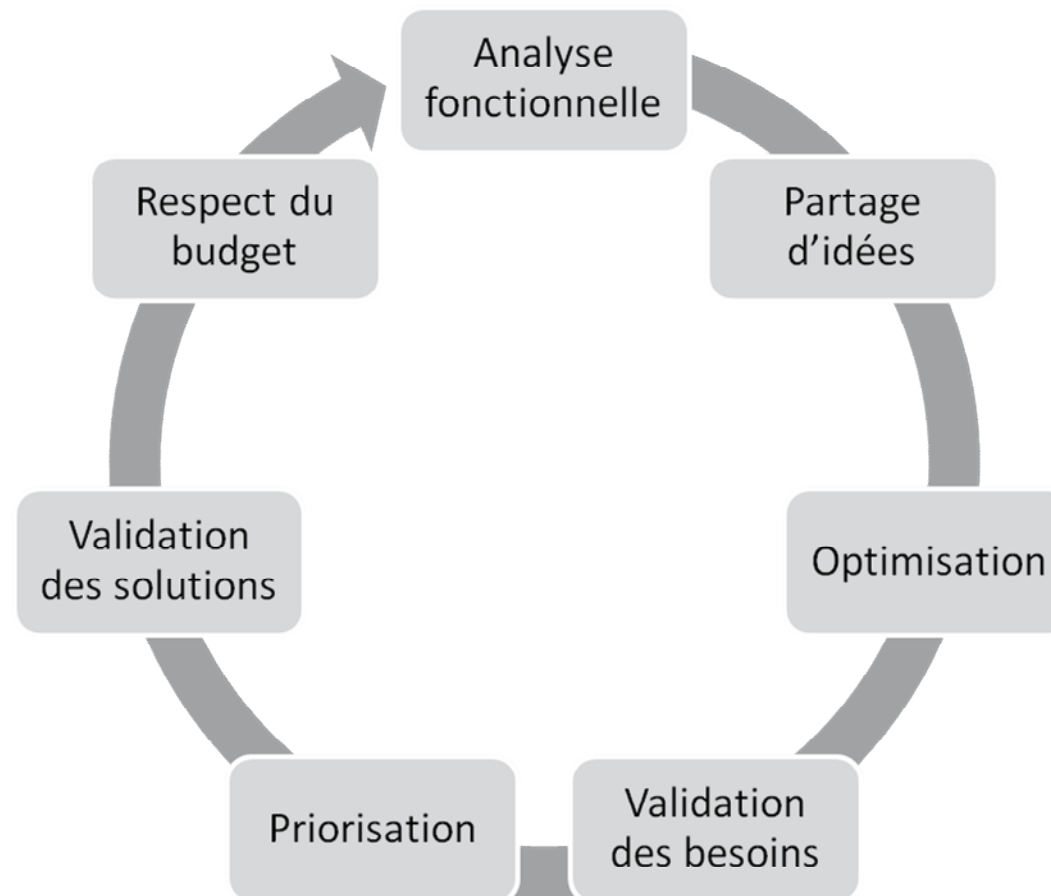 Analyse
fonctionnelle
Partage
d’idées
Optimisation
Validation
des besoins
Priorisation
Validation
des solutions
Respect du
budget